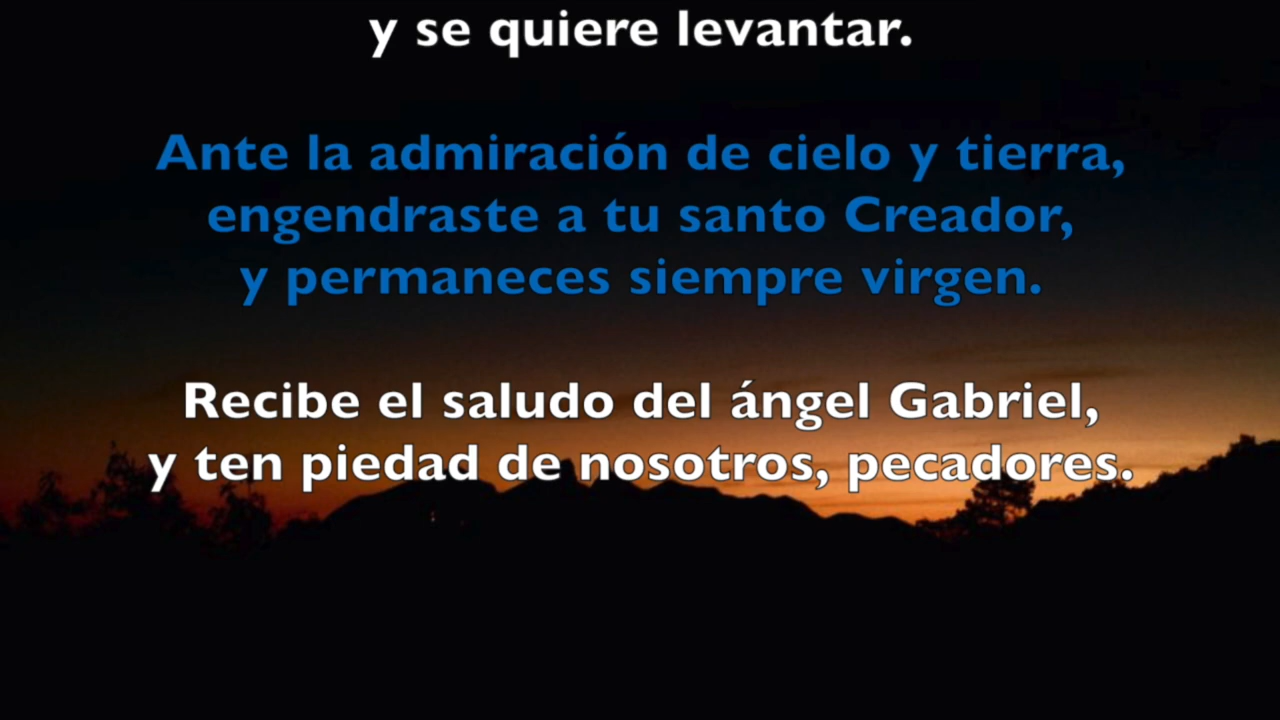 y se quiere levantar.
Ante la admiración de cielo y tierra,
engendraste a tu santo Creador,
y permaneces siempre virgen.
Recibe el saludo del ángel Gabriel,
y ten piedad de nosotros, pecadores.